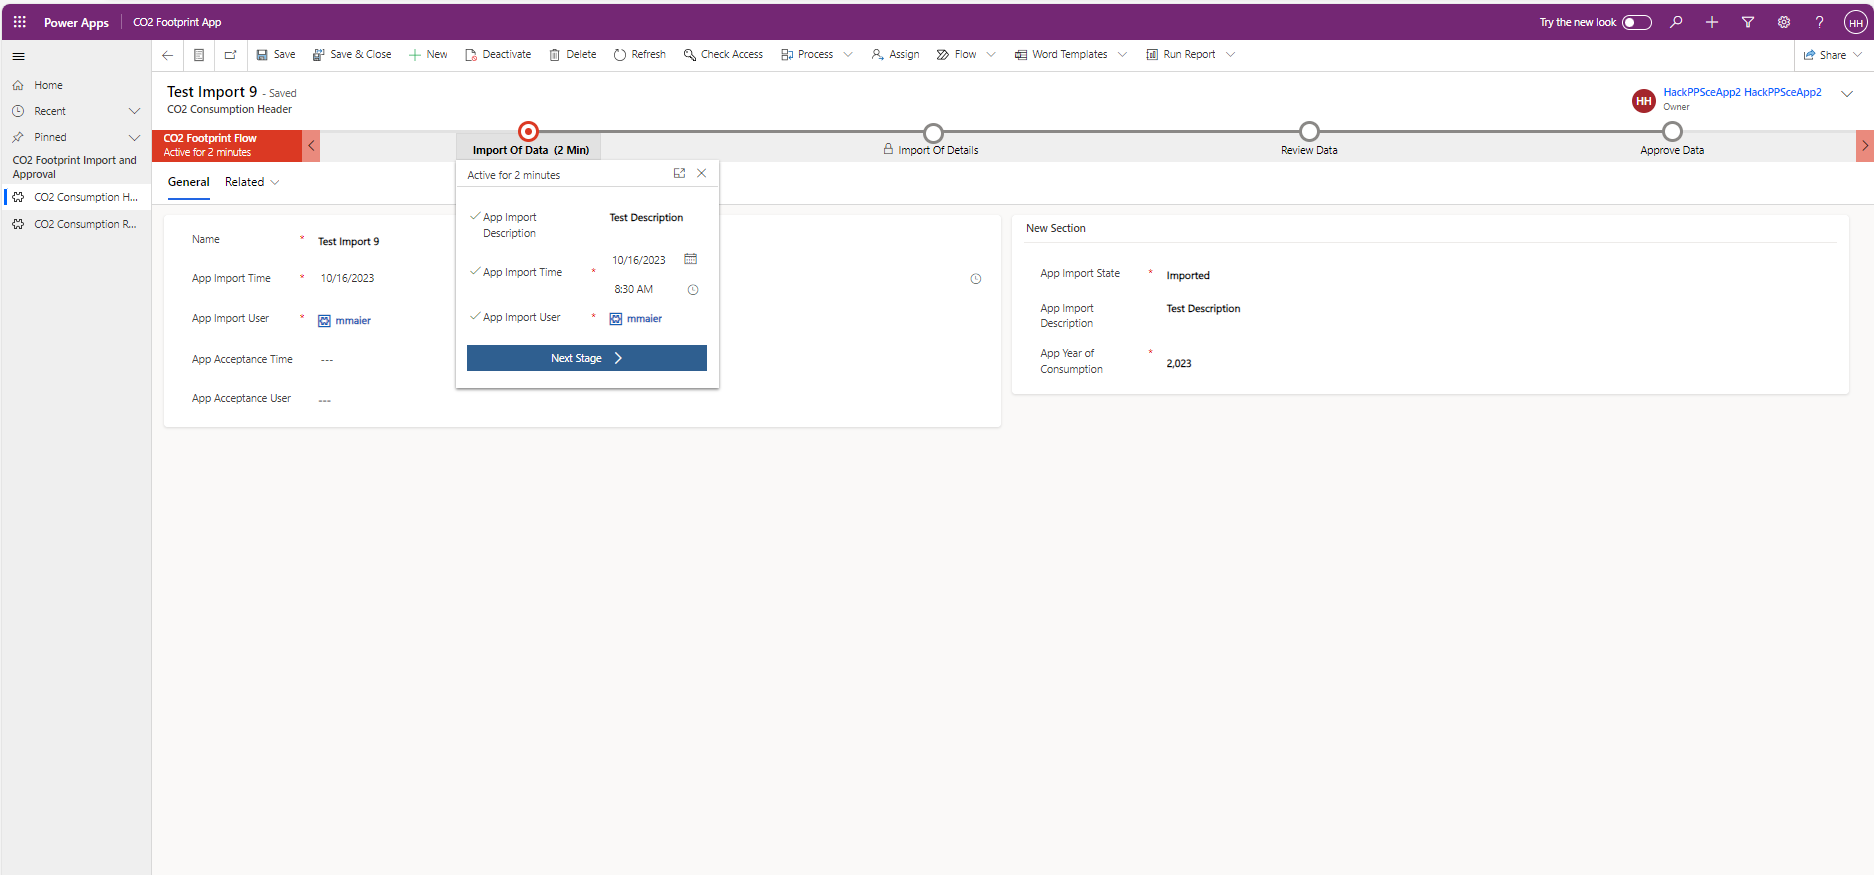 Power Apps
CO2 Footprint App
Try the new look
HH
Save
Save & Close
New
Deactivate
Delete
Refresh
Check Access
Process
Assign
Flow
Word Templates
Run Report
Share
Home
Recent
Pinned
CO2 Footprint Import and
Approval
CO2 Consumption H...
CO2 Consumption R...
Test Import 9 - Saved
CO2 Consumption Header
HH
HackPPSceApp2 HackPPSceApp2
Owner
CO2 Footprint Flow
Active for 2 minutes
Import Of Data (2 Min)
Import Of Details
Review Data
Approve Data
General
Related
Active for 2 minutes
App Import
Description
Test Description
App Import Time
*
10/16/2023
8:30 AM
App Import User
*
mmaier
Next Stage
Name
*
Test Import 9
App Import Time
*
10/16/2023
App Import User
*
mmaier
App Acceptance Time
---
App Acceptance User
---
New Section
App Import State
*
Imported
App Import
Description
Test Description
App Year of
Consumption
*
2,023